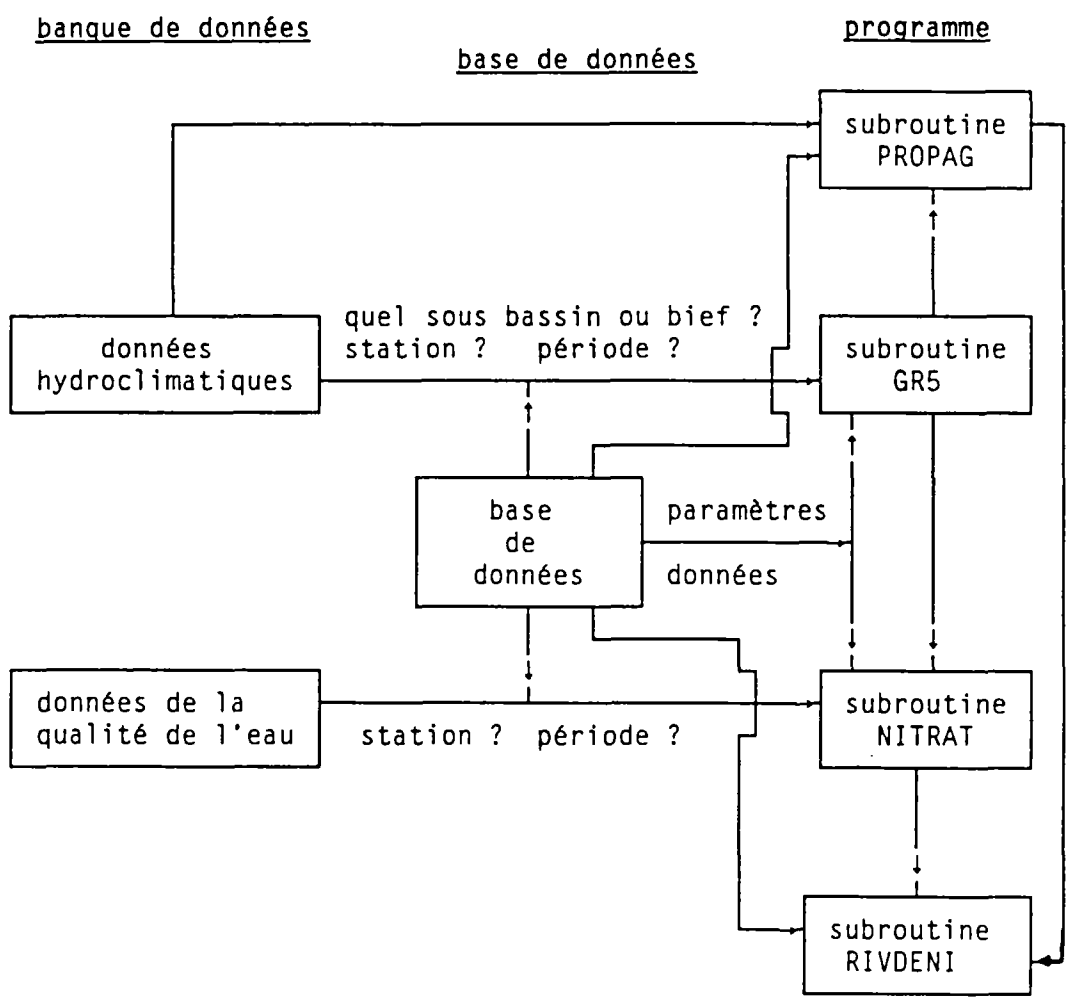 banque de données
programme
base de données
subroutine
PROPAG
quel sous bassin ou bief ?
station ? période ?
données
hydroclimatiques
subroutine
GR5
base
de
données
paramètres
données
données de la
qualité de l'eau
station ? période ?
subroutine
NITRAT
subroutine
RIVDENI